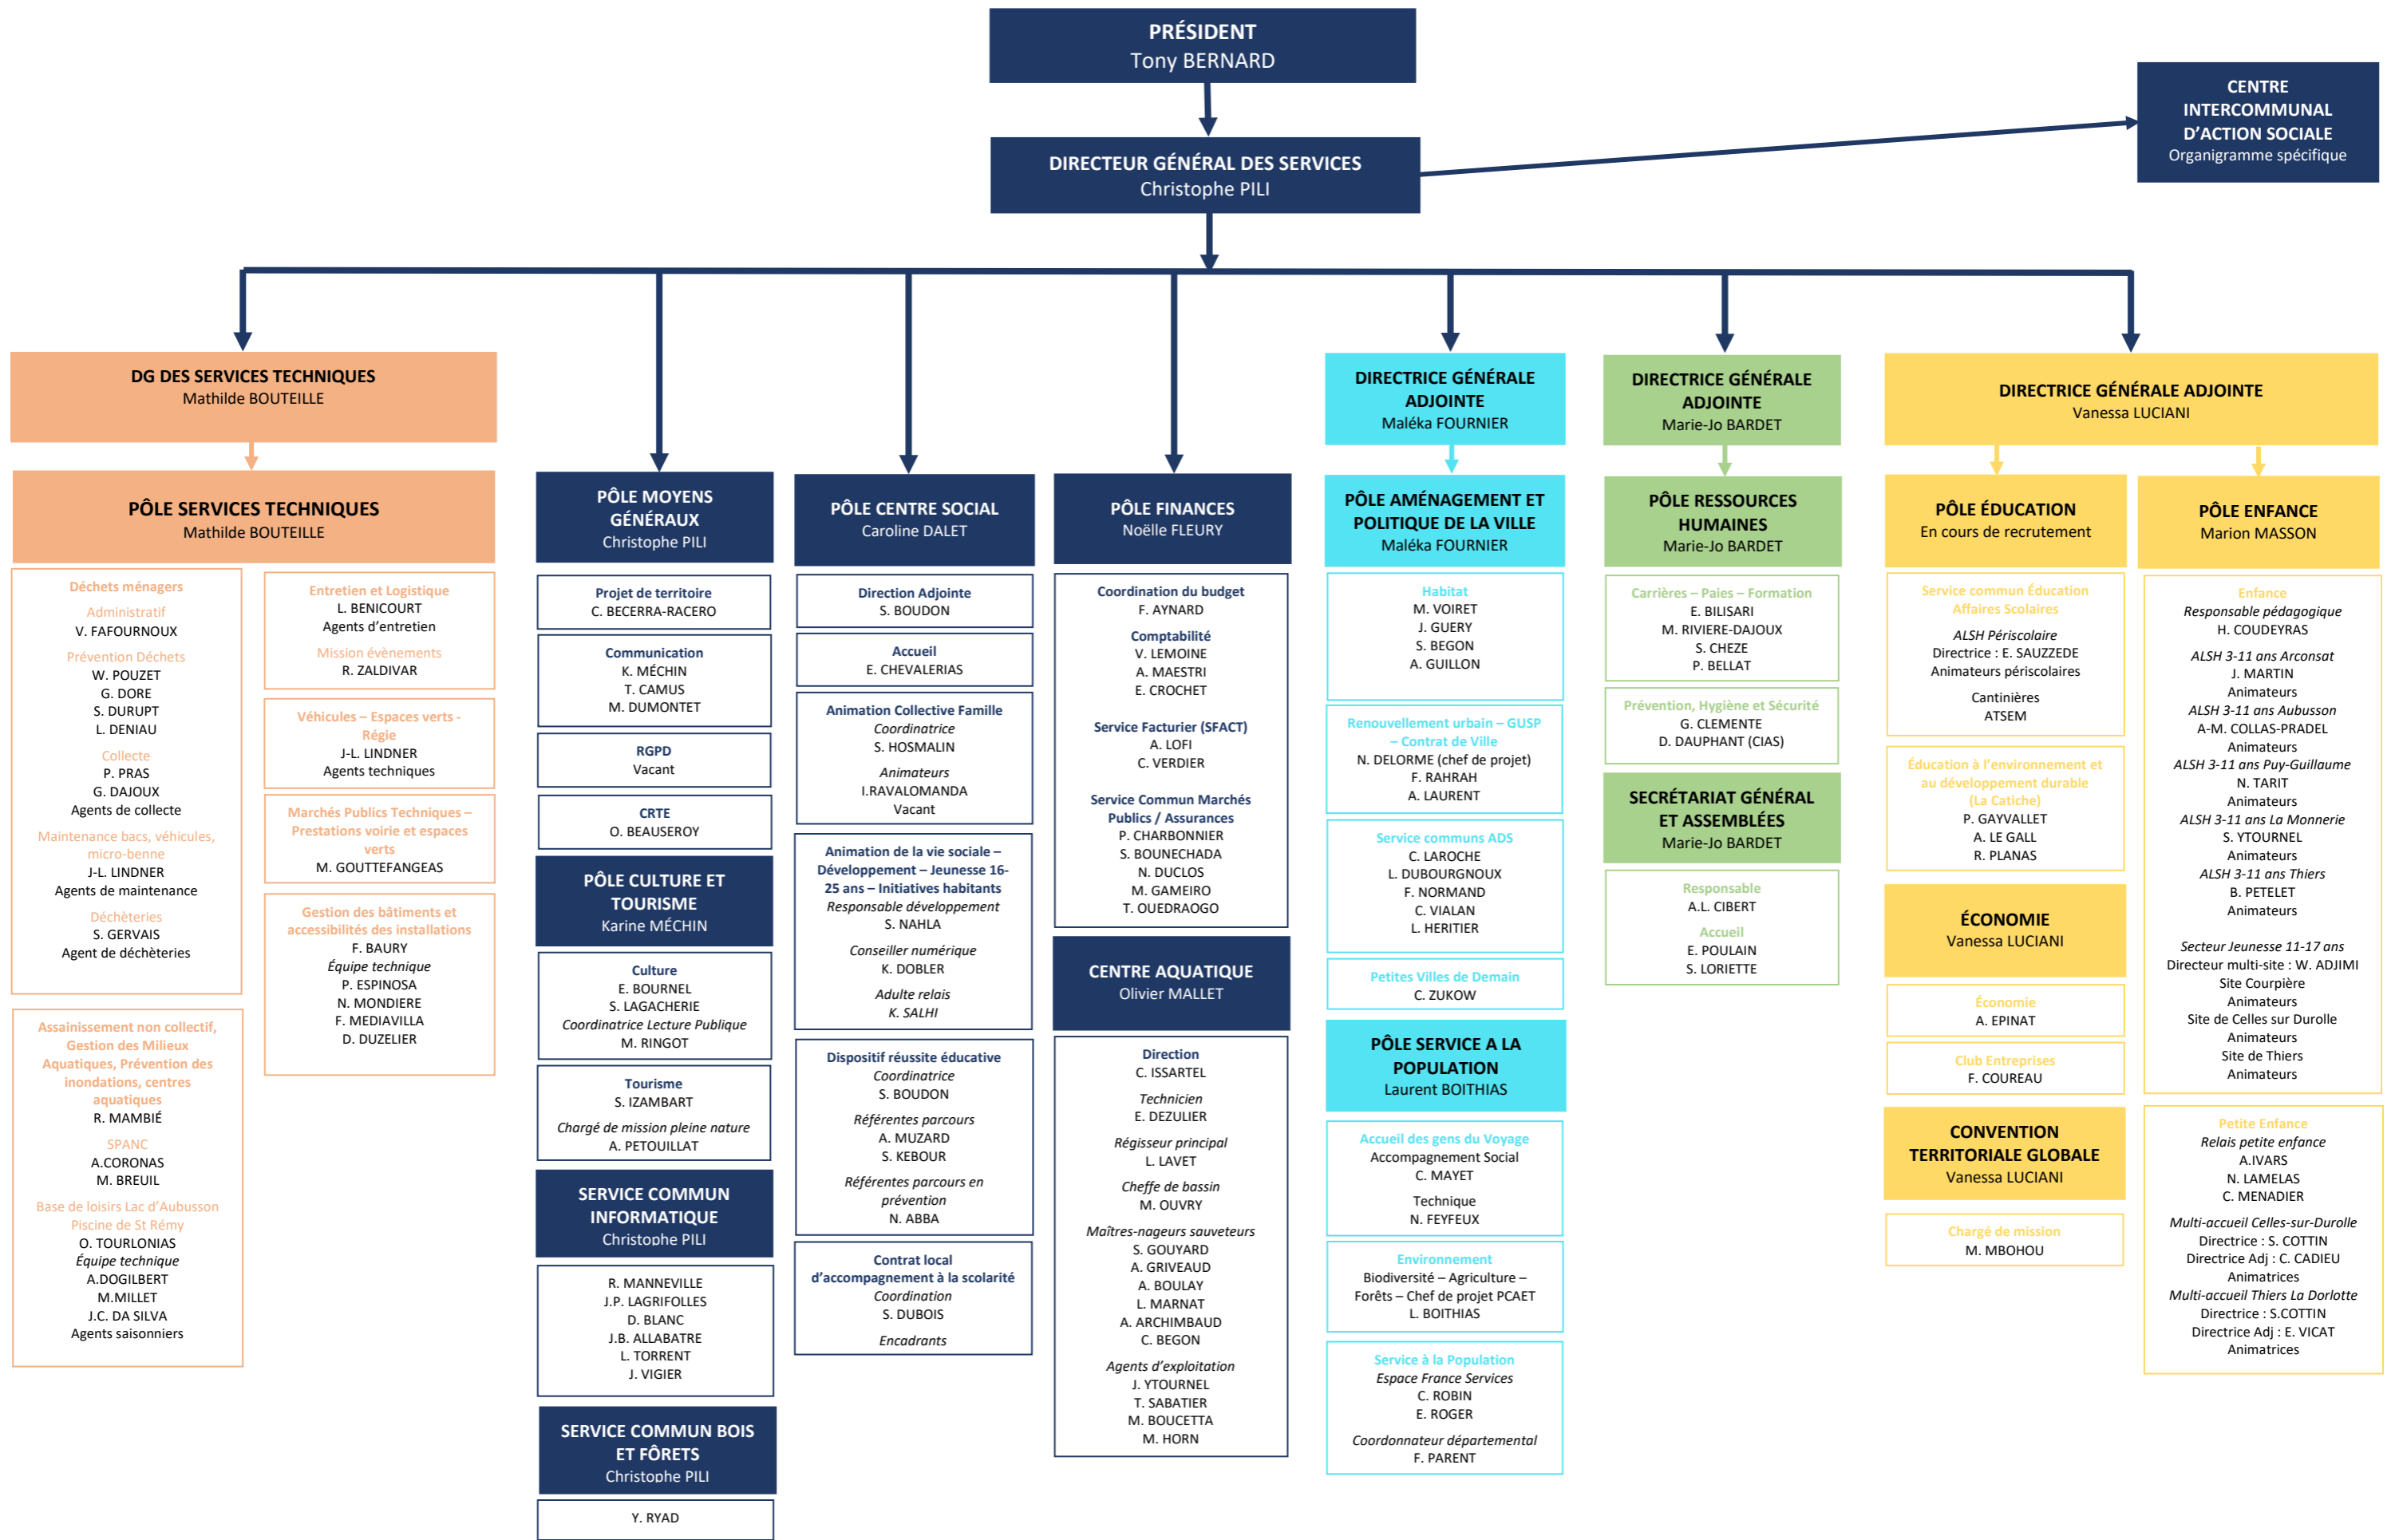 PRÉSIDENT
Tony BERNARD
CENTRE
INTERCOMMUNAL
D'ACTION SOCIALE
Organigramme spécifique
DIRECTEUR GÉNÉRAL DES SERVICES
Christophe PILI
DG DES SERVICES TECHNIQUES
Mathilde BOUTEILLE
PÔLE SERVICES TECHNIQUES
Mathilde BOUTEILLE
Déchets ménagers
Administratif
V. FAFOURNOUX
Prévention Déchets
W. POUZET
G. DORE
S. DURUPT
L. DENIAU
Collecte
P. PRAS
G. DAJOUX
Agents de collecte
Maintenance bacs, véhicules,
micro-benne
J-L. LINDNER
Agents de maintenance
Déchèteries
S. GERVAIS
Agent de déchèteries
Assainissement non collectif,
Gestion des Milieux
Aquatiques, Prévention des
inondations, centres
aquatiques
R. MAMBIÉ
SPANC
A.CORONAS
M. BREUIL
Base de loisirs Lac d'Aubusson
Piscine de St Rémy
O. TOURLONIAS
Équipe technique
A.DOGILBERT
M.MILLET
J.C. DA SILVA
Agents saisonniers
Entretien et Logistique
L. BENICOURT
Agents d'entretien
Mission évènements
R. ZALDIVAR
Véhicules – Espaces verts -
Régie
J-L. LINDNER
Agents techniques
Marchés Publics Techniques –
Prestations voirie et espaces
verts
M. GOUTTEFANGEAS
Gestion des bâtiments et
accessibilités des installations
F. BAURY
Équipe technique
P. ESPINOSA
N. MONDIERE
F. MEDIAVILLA
D. DUZELIER
PÔLE MOYENS
GÉNÉRAUX
Christophe PILI
Projet de territoire
C. BECERRA-RACERO
Communication
K. MÉCHIN
T. CAMUS
M. DUMONTET
RGPD
Vacant
CRTE
O. BEAUSEROY
PÔLE CULTURE ET
TOURISME
Karine MÉCHIN
Culture
E. BOURNEL
S. LAGACHERIE
Coordinatrice Lecture Publique
M. RINGOT
Tourisme
S. IZAMBART
Chargé de mission pleine nature
A. PETOUILLAT
SERVICE COMMUN
INFORMATIQUE
Christophe PILI
R. MANNEVILLE
J.P. LAGRIFOLLES
D. BLANC
J.B. ALLABATRE
L. TORRENT
J. VIGIER
SERVICE COMMUN BOIS
ET FÔRETS
Christophe PILI
Y. RYAD
PÔLE CENTRE SOCIAL
Caroline DALET
Direction Adjointe
S. BOUDON
Accueil
E. CHEVALERIAS
Animation Collective Famille
Coordinatrice
S. HOSMALIN
Animateurs
I.RAVALOMANDA
Vacant
Animation de la vie sociale –
Développement – Jeunesse 16-
25 ans – Initiatives habitants
Responsable développement
S. NAHLA
Conseiller numérique
K. DOBLER
Adulte relais
K. SALHI
Dispositif réussite éducative
Coordinatrice
S. BOUDON
Référentes parcours
A. MUZARD
S. KEBOUR
Référentes parcours en
prévention
N. ABBA
Contrat local
d'accompagnement à la scolarité
Coordination
S. DUBOIS
Encadrants
PÔLE FINANCES
Noëlle FLEURY
Coordination du budget
F. AYNARD
Comptabilité
V. LEMOINE
A. MAESTRI
E. CROCHET
Service Facturier (SFACT)
A. LOFI
C. VERDIER
Service Commun Marchés
Publics / Assurances
P. CHARBONNIER
S. BOUNECHADA
N. DUCLOS
M. GAMEIRO
T. OUEDRAOGO
CENTRE AQUATIQUE
Olivier MALLET
Direction
C. ISSARTEL
Technicien
E. DEZULIER
Régisseur principal
L. LAVET
Cheffe de bassin
M. OUVRY
Maîtres-nageurs sauveteurs
S. GOUYARD
A. GRIVEAUD
A. BOULAY
L. MARNAT
A. ARCHIMBAUD
C. BEGON
Agents d'exploitation
J. YTOURNEL
T. SABATIER
M. BOUCETTA
M. HORN
DIRECTRICE GÉNÉRALE
ADJOINTE
Maléka FOURNIER
PÔLE AMÉNAGEMENT ET
POLITIQUE DE LA VILLE
Maléka FOURNIER
Habitat
M. VOIRET
J. GUERY
S. BEGON
A. GUILLON
Renouvellement urbain – GUSP
– Contrat de Ville
N. DELORME (chef de projet)
F. RAHRAH
A. LAURENT
Service communs ADS
C. LAROCHE
L. DUBOURGNOUX
F. NORMAND
C. VIALAN
L. HERITIER
Petites Villes de Demain
C. ZUKOW
PÔLE SERVICE A LA
POPULATION
Laurent BOITHIAS
Accueil des gens du Voyage
Accompagnement Social
C. MAYET
Technique
N. FEYFEUX
Environnement
Biodiversité – Agriculture –
Forêts – Chef de projet PCAET
L. BOITHIAS
Service à la Population
Espace France Services
C. ROBIN
E. ROGER
Coordonnateur départemental
F. PARENT
DIRECTRICE GÉNÉRALE
ADJOINTE
Marie-Jo BARDET
PÔLE RESSOURCES
HUMAINES
Marie-Jo BARDET
Carrières – Paies – Formation
E. BILISARI
M. RIVIERE-DAJOUX
S. CHEZE
P. BELLAT
Prévention, Hygiène et Sécurité
G. CLEMENTE
D. DAUPHANT (CIAS)
SECRÉTARIAT GÉNÉRAL
ET ASSEMBLÉES
Marie-Jo BARDET
Responsable
A.L. CIBERT
Accueil
E. POULAIN
S. LORIETTE
DIRECTRICE GÉNÉRALE ADJOINTE
Vanessa LUCIANI
PÔLE ÉDUCATION
En cours de recrutement
Service commun Éducation
Affaires Scolaires
ALSH Périscolaire
Directrice : E. SAUZZEDE
Animateurs périscolaires
Cantinières
ATSEM
Éducation à l'environnement et
au développement durable
(La Catiche)
P. GAYVALLET
A. LE GALL
R. PLANAS
ÉCONOMIE
Vanessa LUCIANI
Économie
A. EPINAT
Club Entreprises
F. COUREAU
CONVENTION
TERRITORIALE GLOBALE
Vanessa LUCIANI
Chargé de mission
M. MBOHOU
PÔLE ENFANCE
Marion MASSON
Enfance
Responsable pédagogique
H. COUDEYRAS
ALSH 3-11 ans Arconsat
J. MARTIN
Animateurs
ALSH 3-11 ans Aubusson
A-M. COLLAS-PRADEL
Animateurs
ALSH 3-11 ans Puy-Guillaume
N. TARIT
Animateurs
ALSH 3-11 ans La Monnerie
S. YTOURNEL
Animateurs
ALSH 3-11 ans Thiers
B. PETELET
Animateurs
Secteur Jeunesse 11-17 ans
Directeur multi-site : W. ADJIMI
Site Courpière
Animateurs
Site de Celles sur Durolle
Animateurs
Site de Thiers
Animateurs
Petite Enfance
Relais petite enfance
A.IVARS
N. LAMELAS
C. MENADIER
Multi-accueil Celles-sur-Durolle
Directrice : S. COTTIN
Directrice Adj : C. CADIEU
Animatrices
Multi-accueil Thiers La Dorlotte
Directrice : S.COTTIN
Directrice Adj : E. VICAT
Animatrices